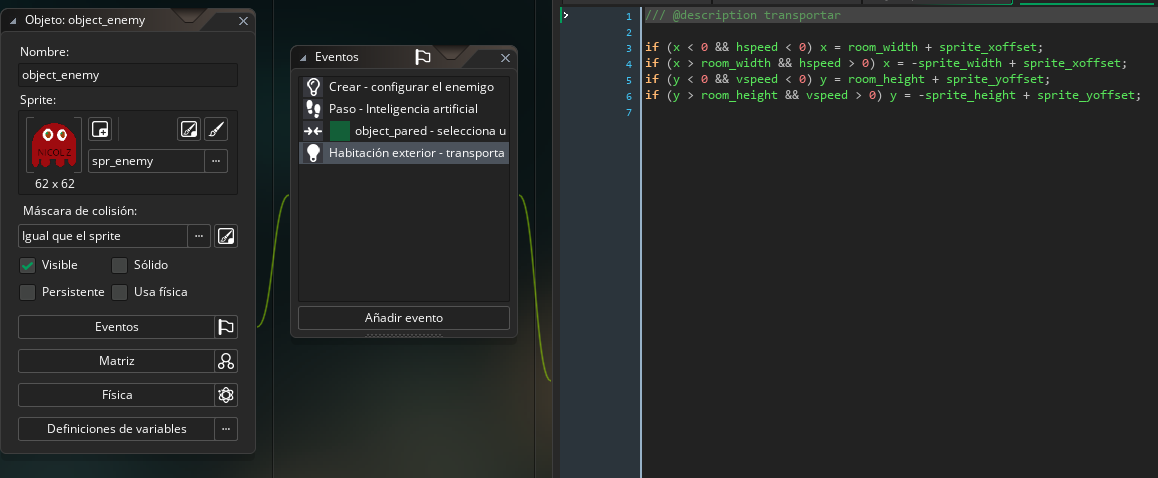 Objeto: object_enemy
Nombre:
object_enemy
Sprite:
NICOL Z
spr_enemy
62 x 62
Máscara de colisión:
Igual que el sprite
Visible
Sólido
Persistente
Usa física
Eventos
Matriz
Física
Definiciones de variables
Eventos
Crear - configurar el enemigo
Paso - Inteligencia artificial
object_pared - selecciona u
Habitación exterior - transporta
Añadir evento
1 /// @description transportar
2
3 if (x < 0 && hspeed < 0) x = room_width + sprite_xoffset;
4 if (x > room_width && hspeed > 0) x = -sprite_width + sprite_xoffset;
5 if (y < 0 && vspeed < 0) y = room_height + sprite_yoffset;
6 if (y > room_height && vspeed > 0) y = -sprite_height + sprite_yoffset;
7